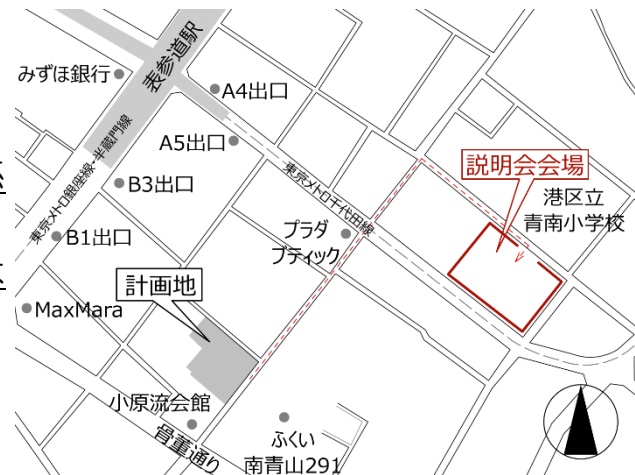 みずほ銀行
表参道駅
A4出口
A5出口
東京メトロ銀座線・半蔵門線
B3出口
東京メトロ千代田線
説明会会場
港区立
青南小学校
B1出口
プラダ
ブティック
計画地
MaxMara
小原流会館
骨董通り
ふくい
南青山291